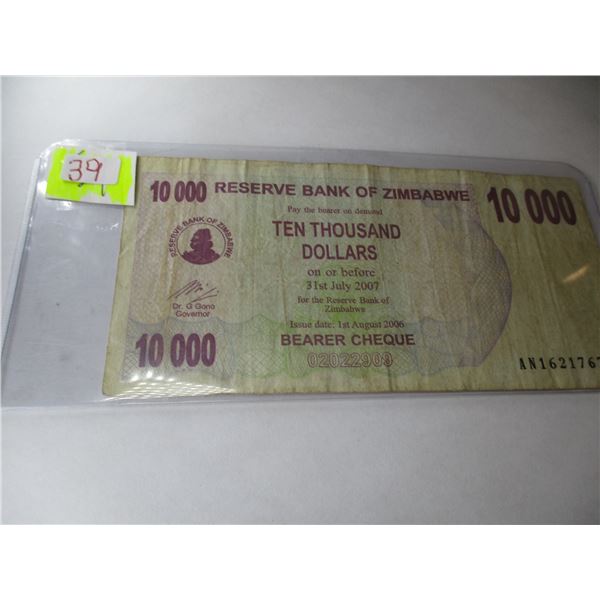 39
10 000 RESERVE BANK OF ZIMBABWE 10 000
Pay the bearer on demand
TEN THOUSAND
DOLLARS
on or before
31st July 2007
for the Reserve Bank of
Zimbabwe
Issue date: 1st August 2006
BEARER CHEQUE
02022909
RESERVE BANK OF ZIMBABWE
Dr. G Gono
Governor
10 000
AN162176